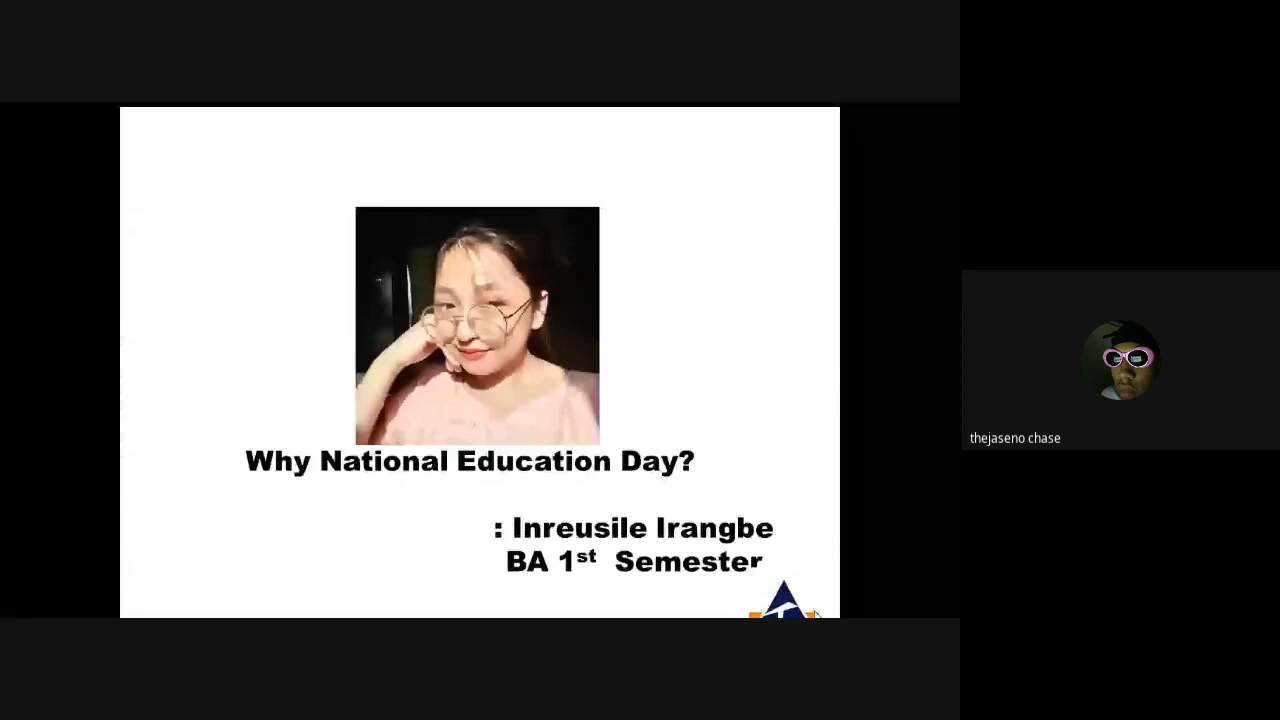 Why National Education Day?
: Inreusile Irangbe
BA 1st Semester
thejaseno chase